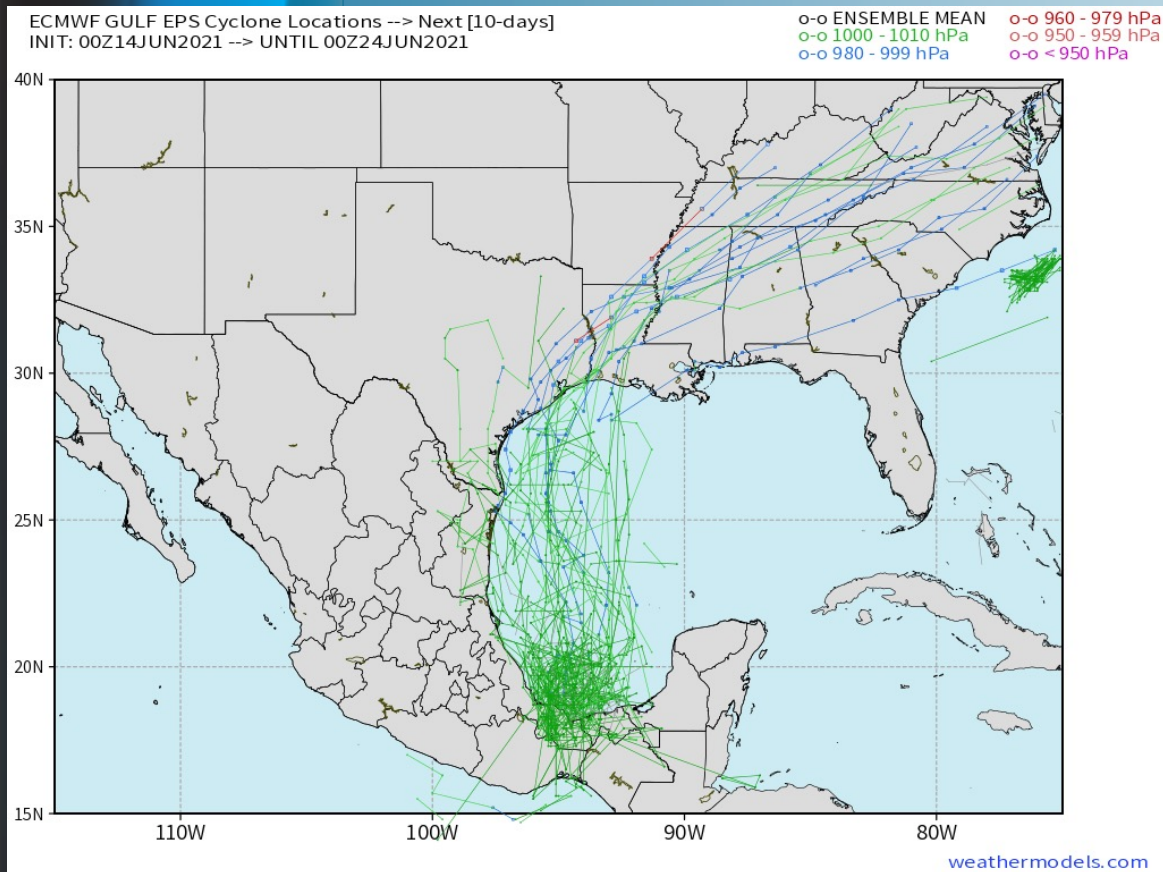 ECMWF GULF EPS Cyclone Locations --> Next [10-days]
INIT: 00Z14JUN2021 --> UNTIL 00Z24JUN2021
o-o ENSEMBLE MEAN
o-o 960 - 979 hPa
o-o 1000 - 1010 hPa
o-o 950 - 959 hPa
o-o 980 - 999 hPa
o-o < 950 hPa
40N
35N
30N
25N
20N
15N
110W
100W
90W
80W
weathermodels.com